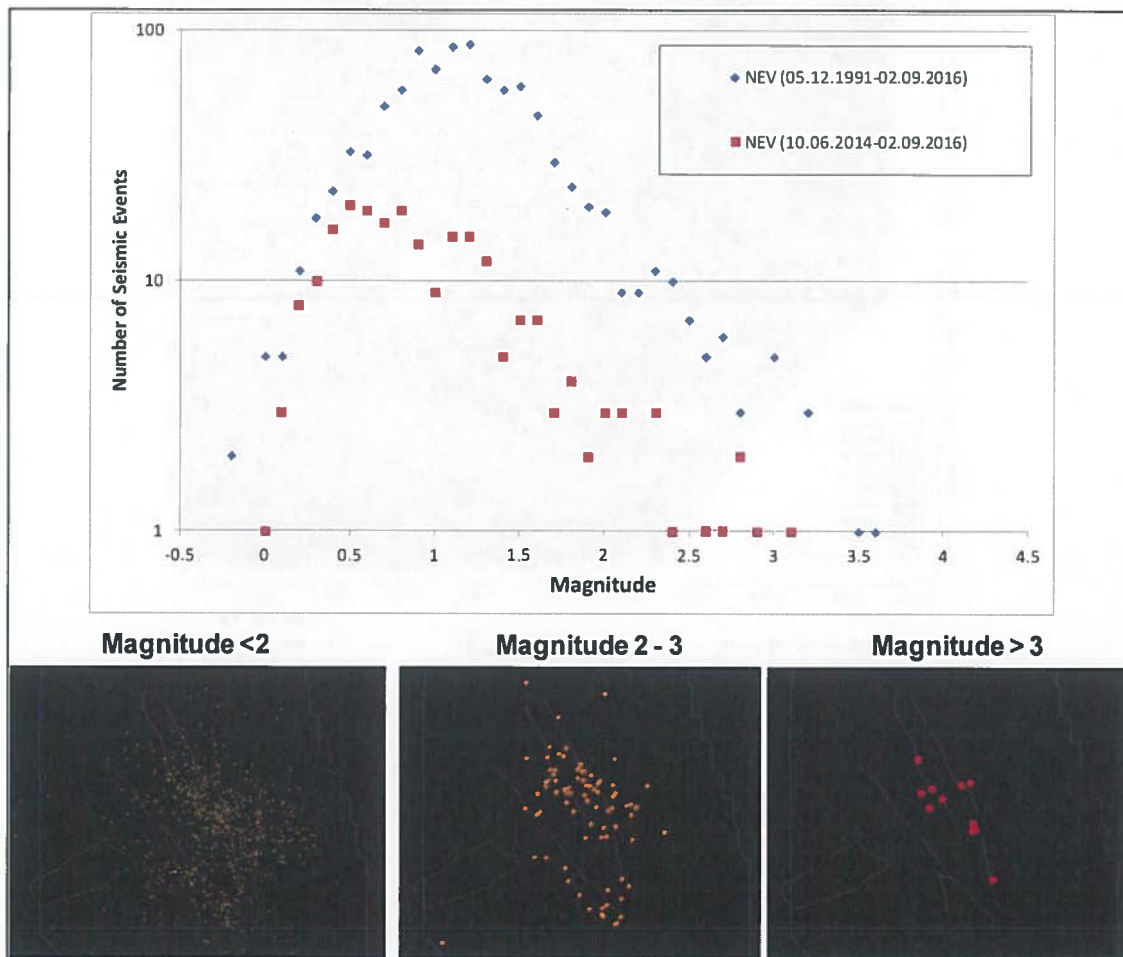 100
10
1
Number of Seismic Events
NEV (05.12.1991-02.09.2016)
NEV (10.06.2014-02.09.2016)
-0.5 0 0.5 1 1.5 2 2.5 3 3.5 4 4.5
Magnitude
Magnitude <2 Magnitude 2 - 3 Magnitude > 3